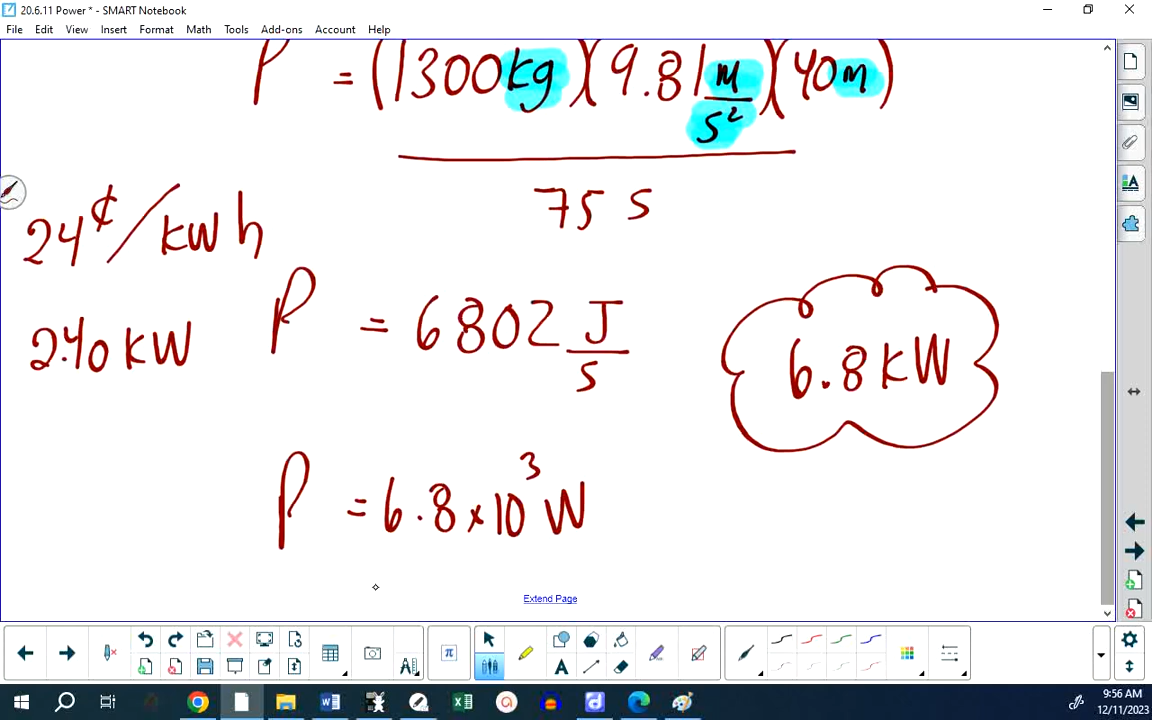 20.6.11 Power * - SMART Notebook
File Edit View Insert Format Math Tools Add-ons Account Help
P = (1300kg)(9.81 m/s²)(40m)
75 s
24¢/kWh
P = 6802 J/s
2.40 kW
6.8 kW
P = 6.8 × 10³ W
Extend Page
π
A
9:56 AM
12/11/2023